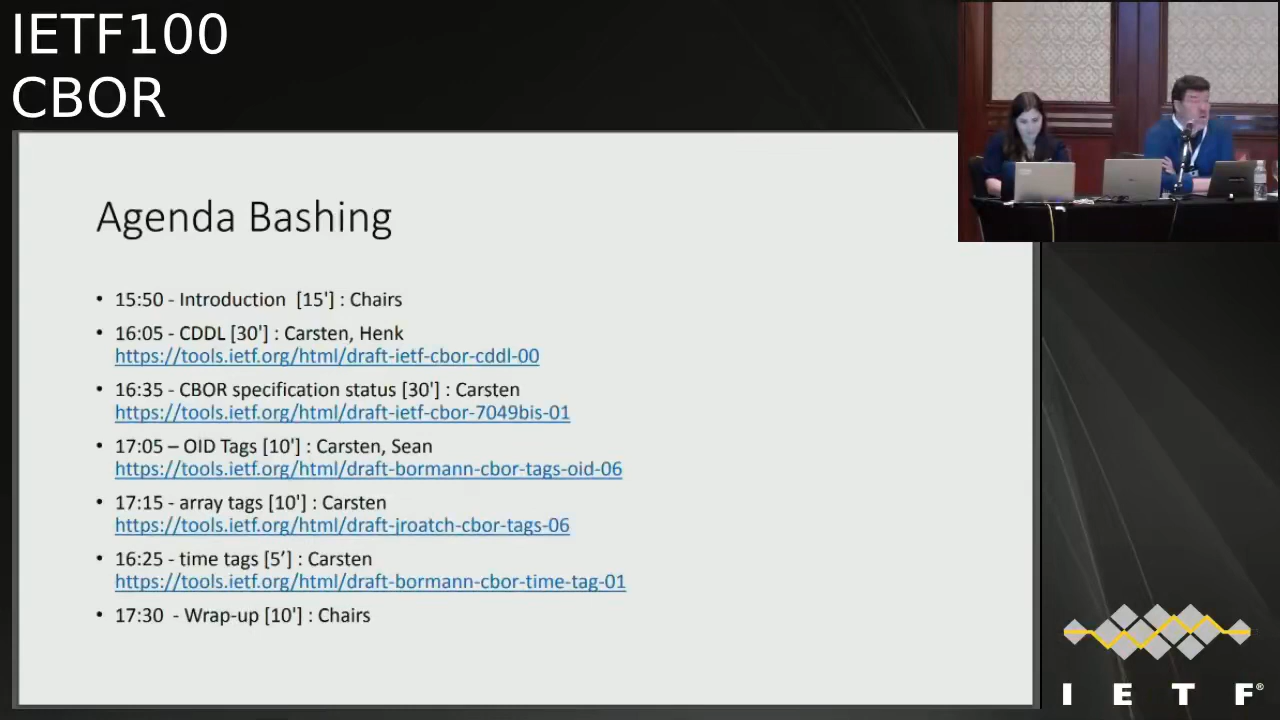 IETF100
CBOR
Agenda Bashing
• 15:50 - Introduction  [15'] : Chairs
• 16:05 - CDDL [30'] : Carsten, Henk
https://tools.ietf.org/html/draft-ietf-cbor-cddl-00
• 16:35 - CBOR specification status [30'] : Carsten
https://tools.ietf.org/html/draft-ietf-cbor-7049bis-01
• 17:05 – OID Tags [10'] : Carsten, Sean
https://tools.ietf.org/html/draft-bormann-cbor-tags-oid-06
• 17:15 - array tags [10'] : Carsten
https://tools.ietf.org/html/draft-jroatch-cbor-tags-06
• 16:25 - time tags [5’] : Carsten
https://tools.ietf.org/html/draft-bormann-cbor-time-tag-01
• 17:30  - Wrap-up [10'] : Chairs
I E T F®